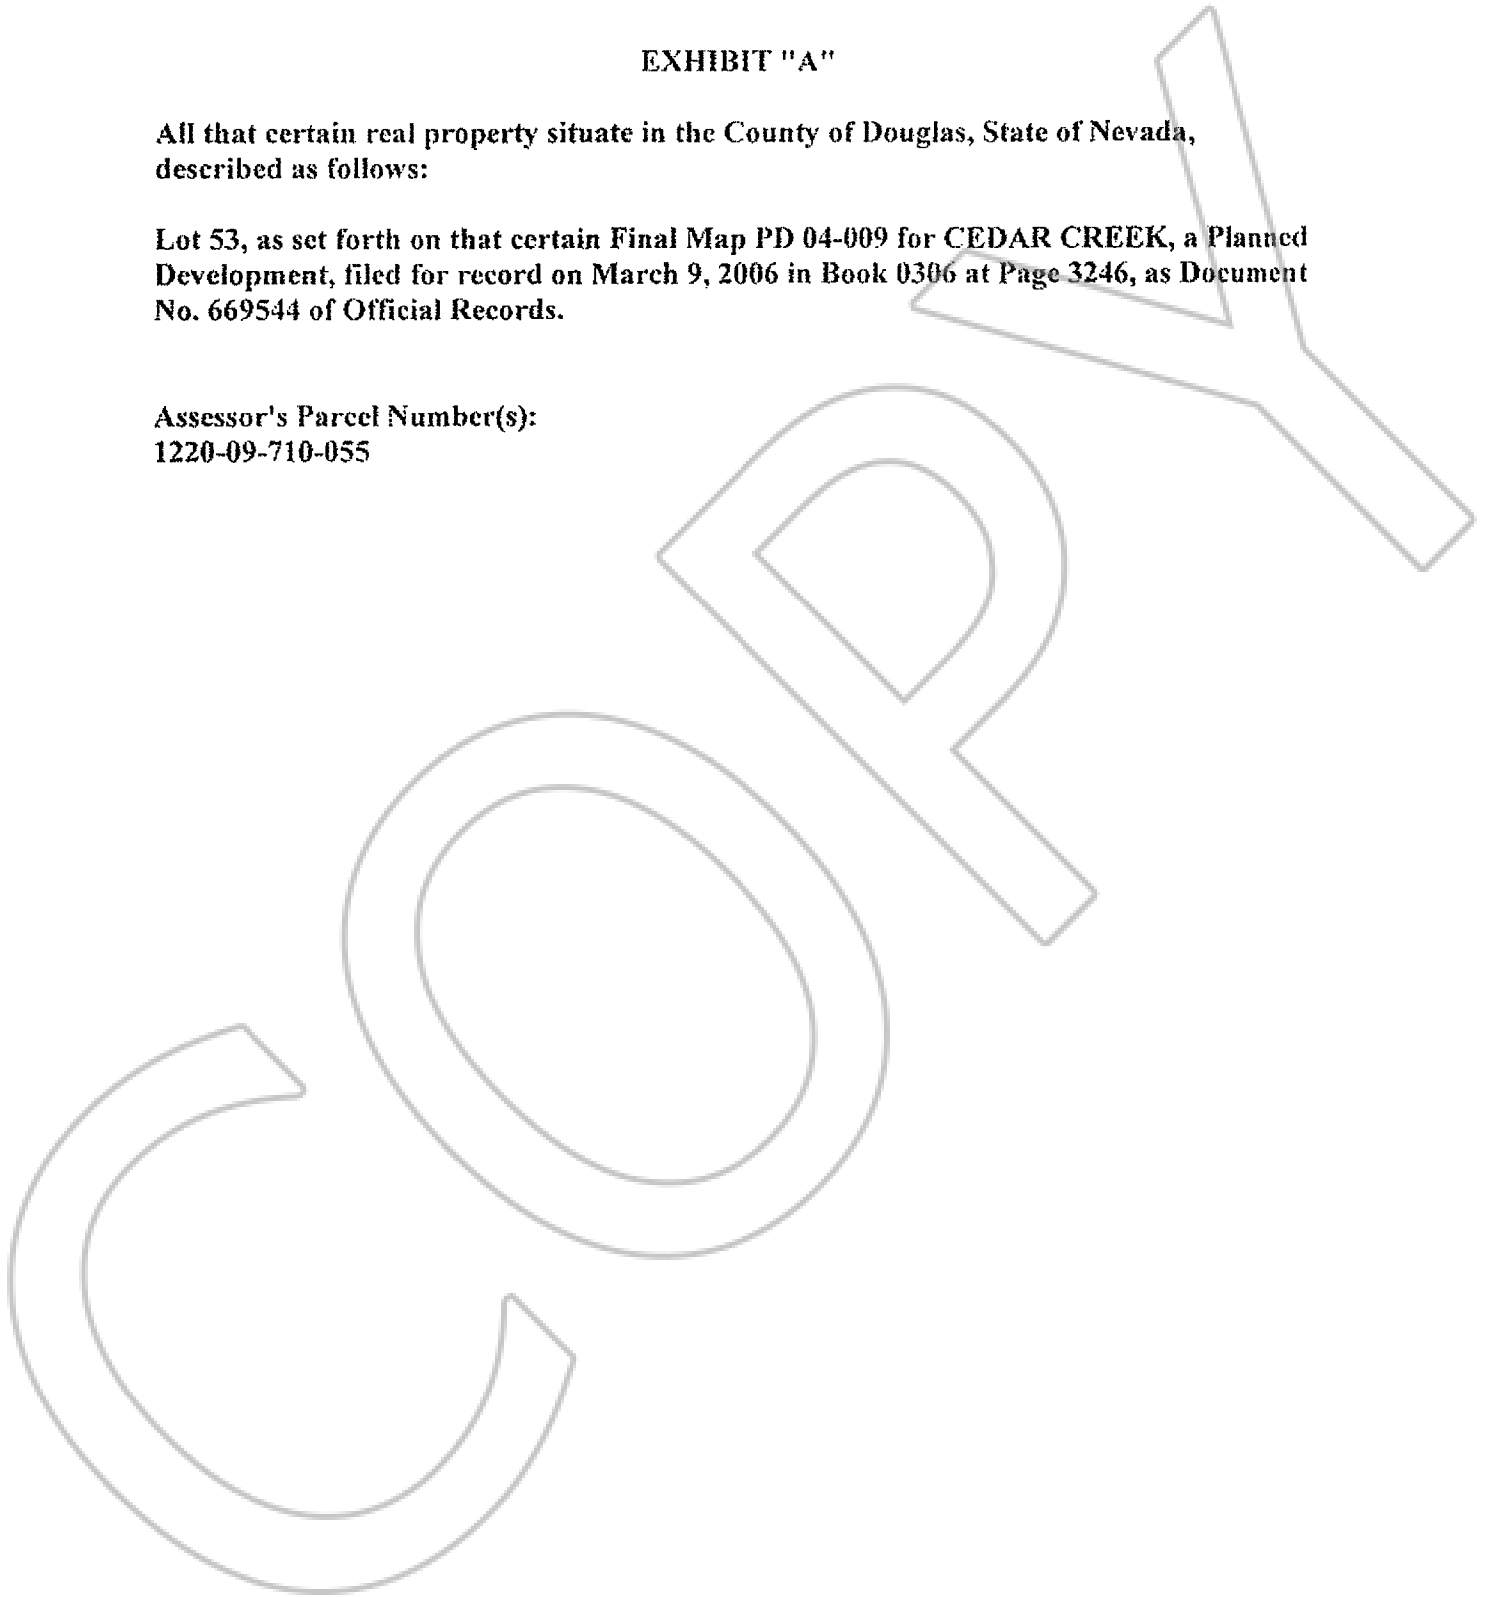 EXHIBIT "A"
All that certain real property situate in the County of Douglas, State of Nevada,
described as follows:
Lot 53, as set forth on that certain Final Map PD 04-009 for CEDAR CREEK, a Planned
Development, filed for record on March 9, 2006 in Book 0306 at Page 3246, as Document
No. 669544 of Official Records.
Assessor's Parcel Number(s):
1220-09-710-055
COPY